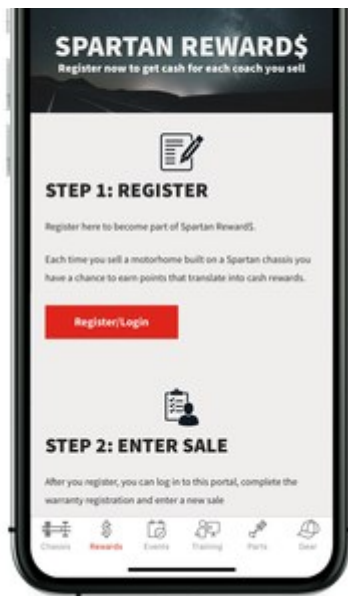 SPARTAN REWARD$
Register now to get cash for each coach you sell
STEP 1: REGISTER
Register here to become part of Spartan Reward$.
Each time you sell a motorhome built on a Spartan chassis you
have a chance to earn points that translate into cash rewards.
Register/Login
STEP 2: ENTER SALE
After you register, you can log in to this portal, complete the
warranty registration and enter a new sale
Chassis Rewards Events Training Parts Gear